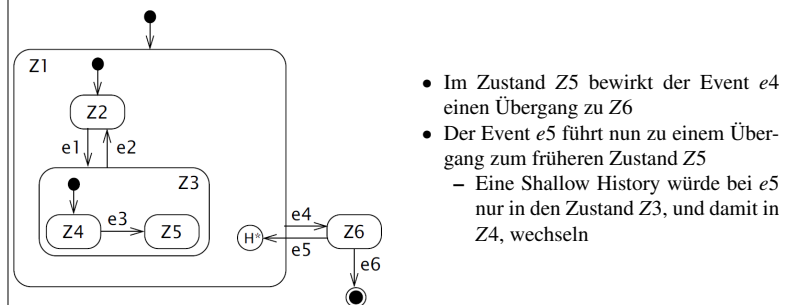 Z1
Z2
e1
e2
Z3
Z4
e3
Z5
H*
e4
e5
Z6
e6
• Im Zustand Z5 bewirkt der Event e4
einen Übergang zu Z6
• Der Event e5 führt nun zu einem Über-
gang zum früheren Zustand Z5
– Eine Shallow History würde bei e5
nur in den Zustand Z3, und damit in
Z4, wechseln